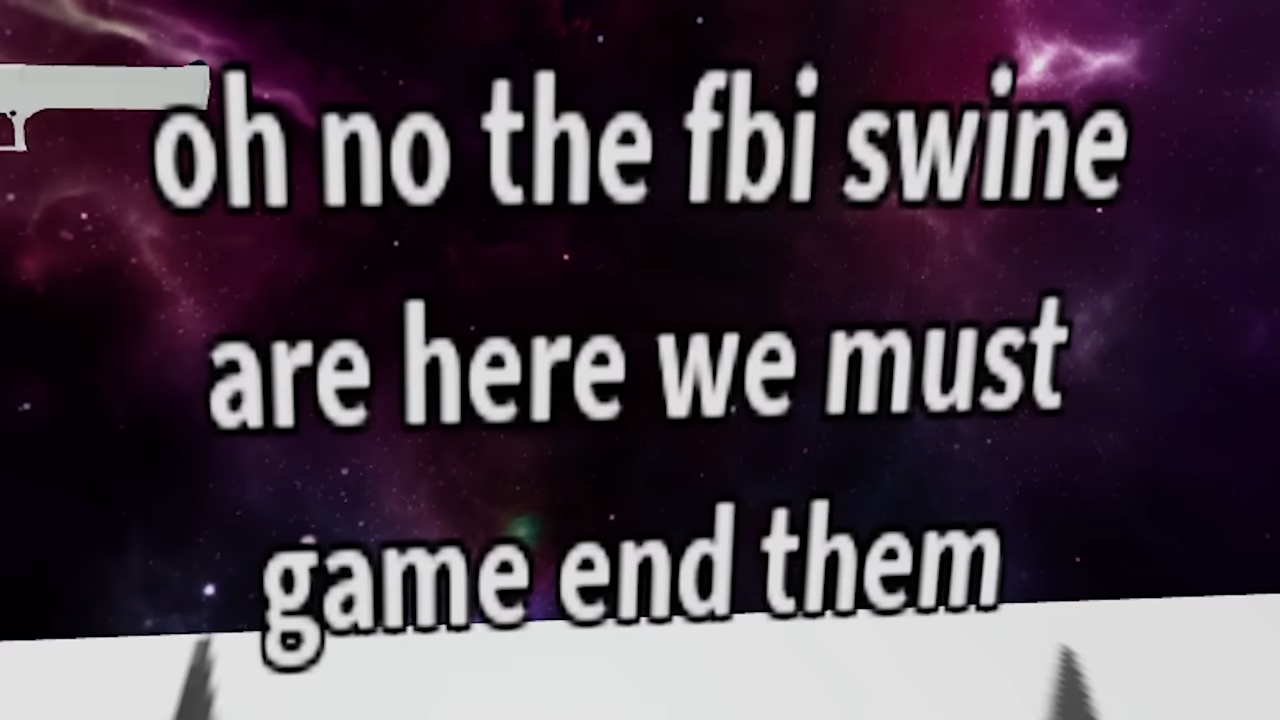 oh no the fbi swine
are here we must
game end them